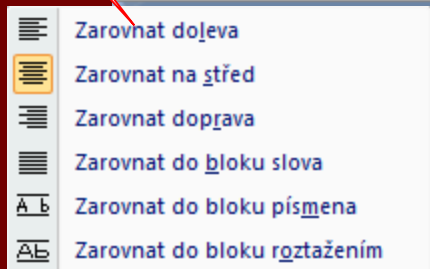 Zarovnat doleva
Zarovnat na střed
Zarovnat doprava
Zarovnat do bloku slova
A b Zarovnat do bloku písmena
AБ Zarovnat do bloku roztažením